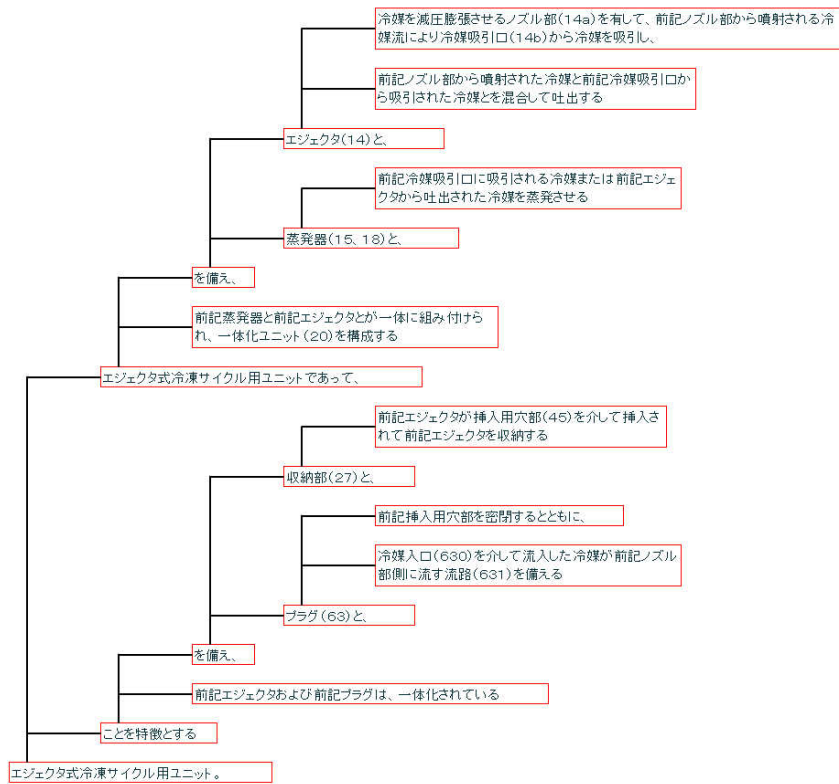 冷媒を減圧膨張させるノズル部(14a)を有して、前記ノズル部から噴射される冷
媒流により冷媒吸引口(14b)から冷媒を吸引し、
前記ノズル部から噴射された冷媒と前記冷媒吸引口か
ら吸引された冷媒とを混合して吐出する
エジェクタ(14)と、
前記冷媒吸引口に吸引される冷媒または前記エジェ
クタから吐出された冷媒を蒸発させる
蒸発器(15、18)と、
を備え、
前記蒸発器と前記エジェクタとが一体に組み付けら
れ、一体化ユニット(20)を構成する
エジェクタ式冷凍サイクル用ユニットであって、
前記エジェクタが挿入用穴部(45)を介して挿入さ
れて前記エジェクタを収納する
収納部(27)と、
前記挿入用穴部を密閉するとともに、
冷媒入口(630)を介して流入した冷媒が前記ノズル
部側に流す流路(631)を備える
プラグ(63)と、
を備え、
前記エジェクタおよび前記プラグは、一体化されている
ことを特徴とする
エジェクタ式冷凍サイクル用ユニット。